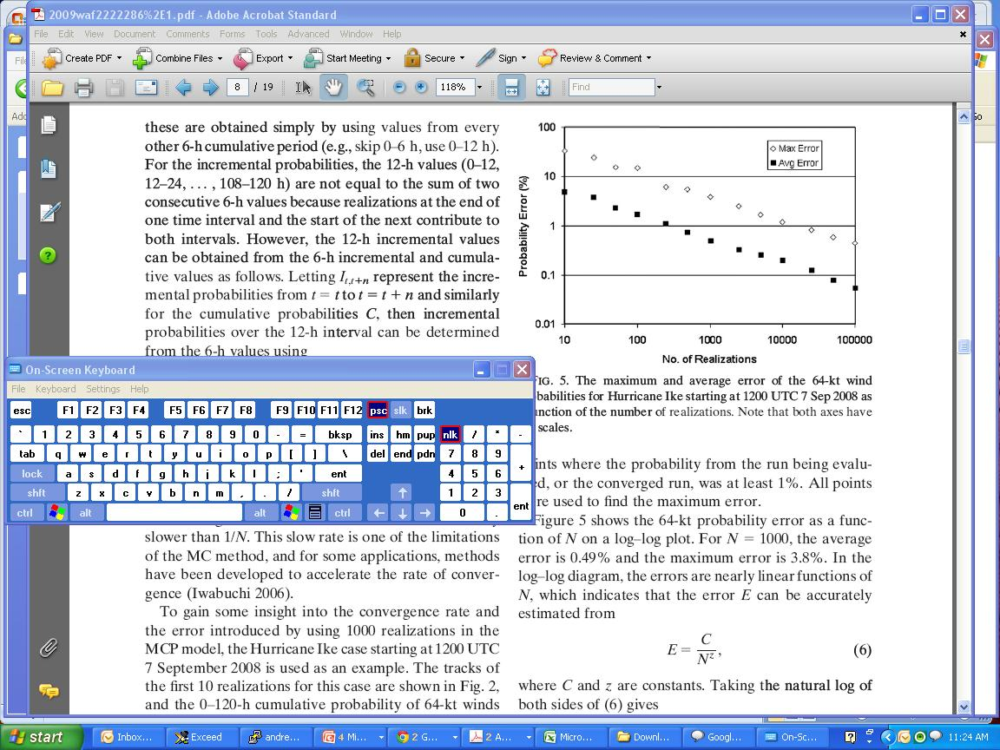 2009waf2222286%2E1.pdf - Adobe Acrobat Standard
File Edit View Document Comments Forms Tools Advanced Window Help
Create PDF Combine Files Export Start Meeting Secure Sign Review & Comment
8 / 19 118% Find
these are obtained simply by using values from every
other 6-h cumulative period (e.g., skip 0–6 h, use 0–12 h).
For the incremental probabilities, the 12-h values (0–12,
12–24, . . . , 108–120 h) are not equal to the sum of two
consecutive 6-h values because realizations at the end of
one time interval and the start of the next contribute to
both intervals. However, the 12-h incremental values
can be obtained from the 6-h incremental and cumula-
tive values as follows. Letting I t,t+n represent the incre-
mental probabilities from t = t to t = t + n and similarly
for the cumulative probabilities C, then incremental
probabilities over the 12-h interval can be determined
from the 6-h values using
On-Screen Keyboard
File Keyboard Settings Help
esc F1 F2 F3 F4 F5 F6 F7 F8 F9 F10 F11 F12 psc slk brk
` 1 2 3 4 5 6 7 8 9 0 - = bksp ins hm pup nlk / * -
tab q w e r t y u i o p [ ] \ del end pdn 7 8 9 +
lock a s d f g h j k l ; ' ent 4 5 6
shft z x c v b n m , . / shft ↑ 1 2 3 ent
ctrl alt alt ctrl ← ↓ → 0 .
slower than 1/N. This slow rate is one of the limitations
of the MC method, and for some applications, methods
have been developed to accelerate the rate of conver-
gence (Iwabuchi 2006).
To gain some insight into the convergence rate and
the error introduced by using 1000 realizations in the
MCP model, the Hurricane Ike case starting at 1200 UTC
7 September 2008 is used as an example. The tracks of
the first 10 realizations for this case are shown in Fig. 2,
and the 0–120-h cumulative probability of 64-kt winds
Probability Error (%)
100
10
1
0.1
0.01
Max Error
Avg Error
10 100 1000 10000 100000
No. of Realizations
FIG. 5. The maximum and average error of the 64-kt wind
babilities for Hurricane Ike starting at 1200 UTC 7 Sep 2008 as
unction of the number of realizations. Note that both axes have
scales.
ints where the probability from the run being evalu-
ed, or the converged run, was at least 1%. All points
re used to find the maximum error.
Figure 5 shows the 64-kt probability error as a func-
tion of N on a log–log plot. For N = 1000, the average
error is 0.49% and the maximum error is 3.8%. In the
log–log diagram, the errors are nearly linear functions of
N, which indicates that the error E can be accurately
estimated from
E = C/N^z, (6)
where C and z are constants. Taking the natural log of
both sides of (6) gives
start Inbox... Exceed andre... 4 Mi... 2 G... 2 A... Micro... Downl... Googl... On-Sc... 11:24 AM